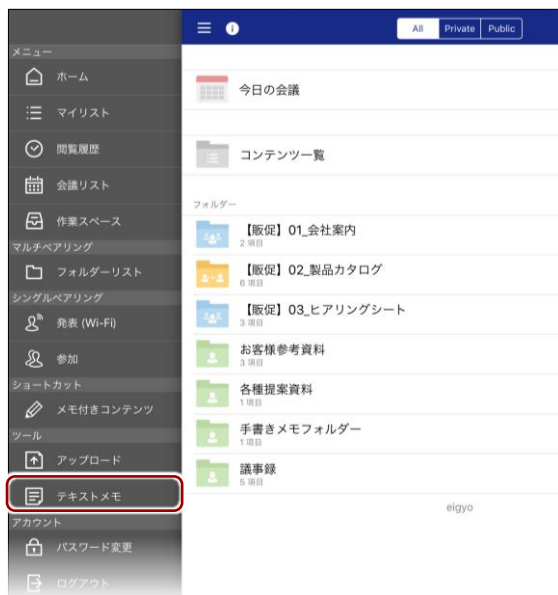 メニュー
ホーム
マイリスト
閲覧履歴
会議リスト
作業スペース
マルチペアリング
フォルダーリスト
シングルペアリング
発表 (Wi-Fi)
参加
ショートカット
メモ付きコンテンツ
ツール
アップロード
テキストメモ
アカウント
パスワード変更
ログアウト
All Private Public
今日の会議
コンテンツ一覧
フォルダー
【販促】01_会社案内
2 項目
【販促】02_製品カタログ
6 項目
【販促】03_ヒアリングシート
3 項目
お客様参考資料
3 項目
各種提案資料
1 項目
手書きメモフォルダー
1 項目
議事録
5 項目
eigyo